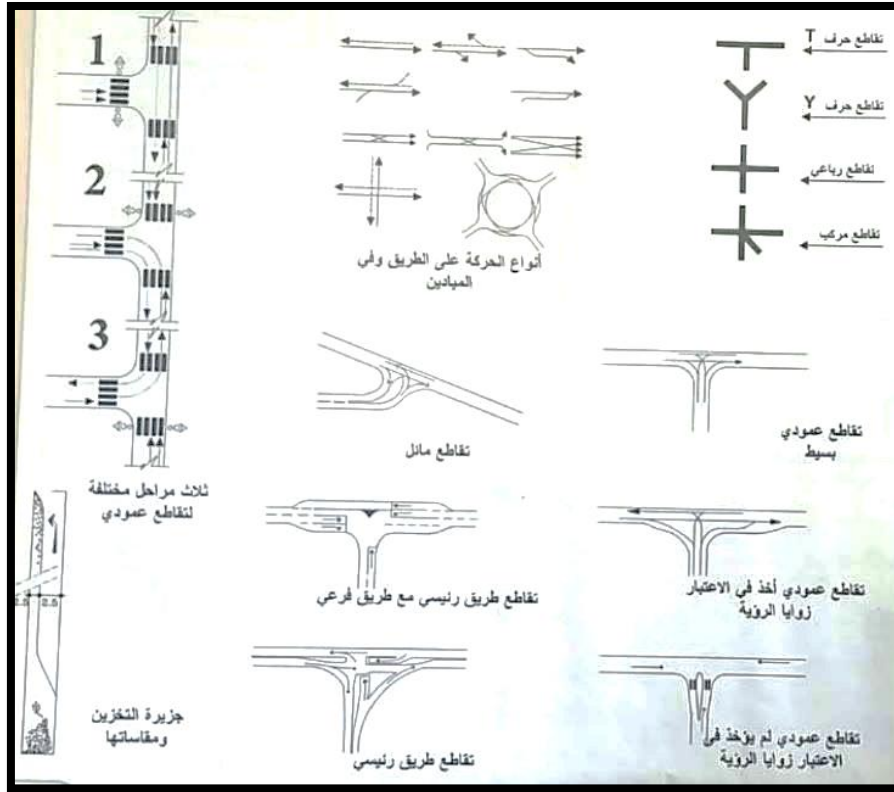 تقاطع حرف T
تقاطع حرف Y
تقاطع رباعي
تقاطع مركب
أنواع الحركة على الطريق وفي
الميادين
1
2
3
ثلاث مراحل مختلفة
لتقاطع عمودي
تقاطع عمودي
بسيط
تقاطع مائل
تقاطع عمودي أخذ في الاعتبار
زوايا الرؤية
تقاطع طريق رئيسي مع طريق فرعي
2.5
جزيرة التخزين
ومقاساتها
تقاطع عمودي لم يؤخذ في
الاعتبار زوايا الرؤية
تقاطع طريق رئيسي